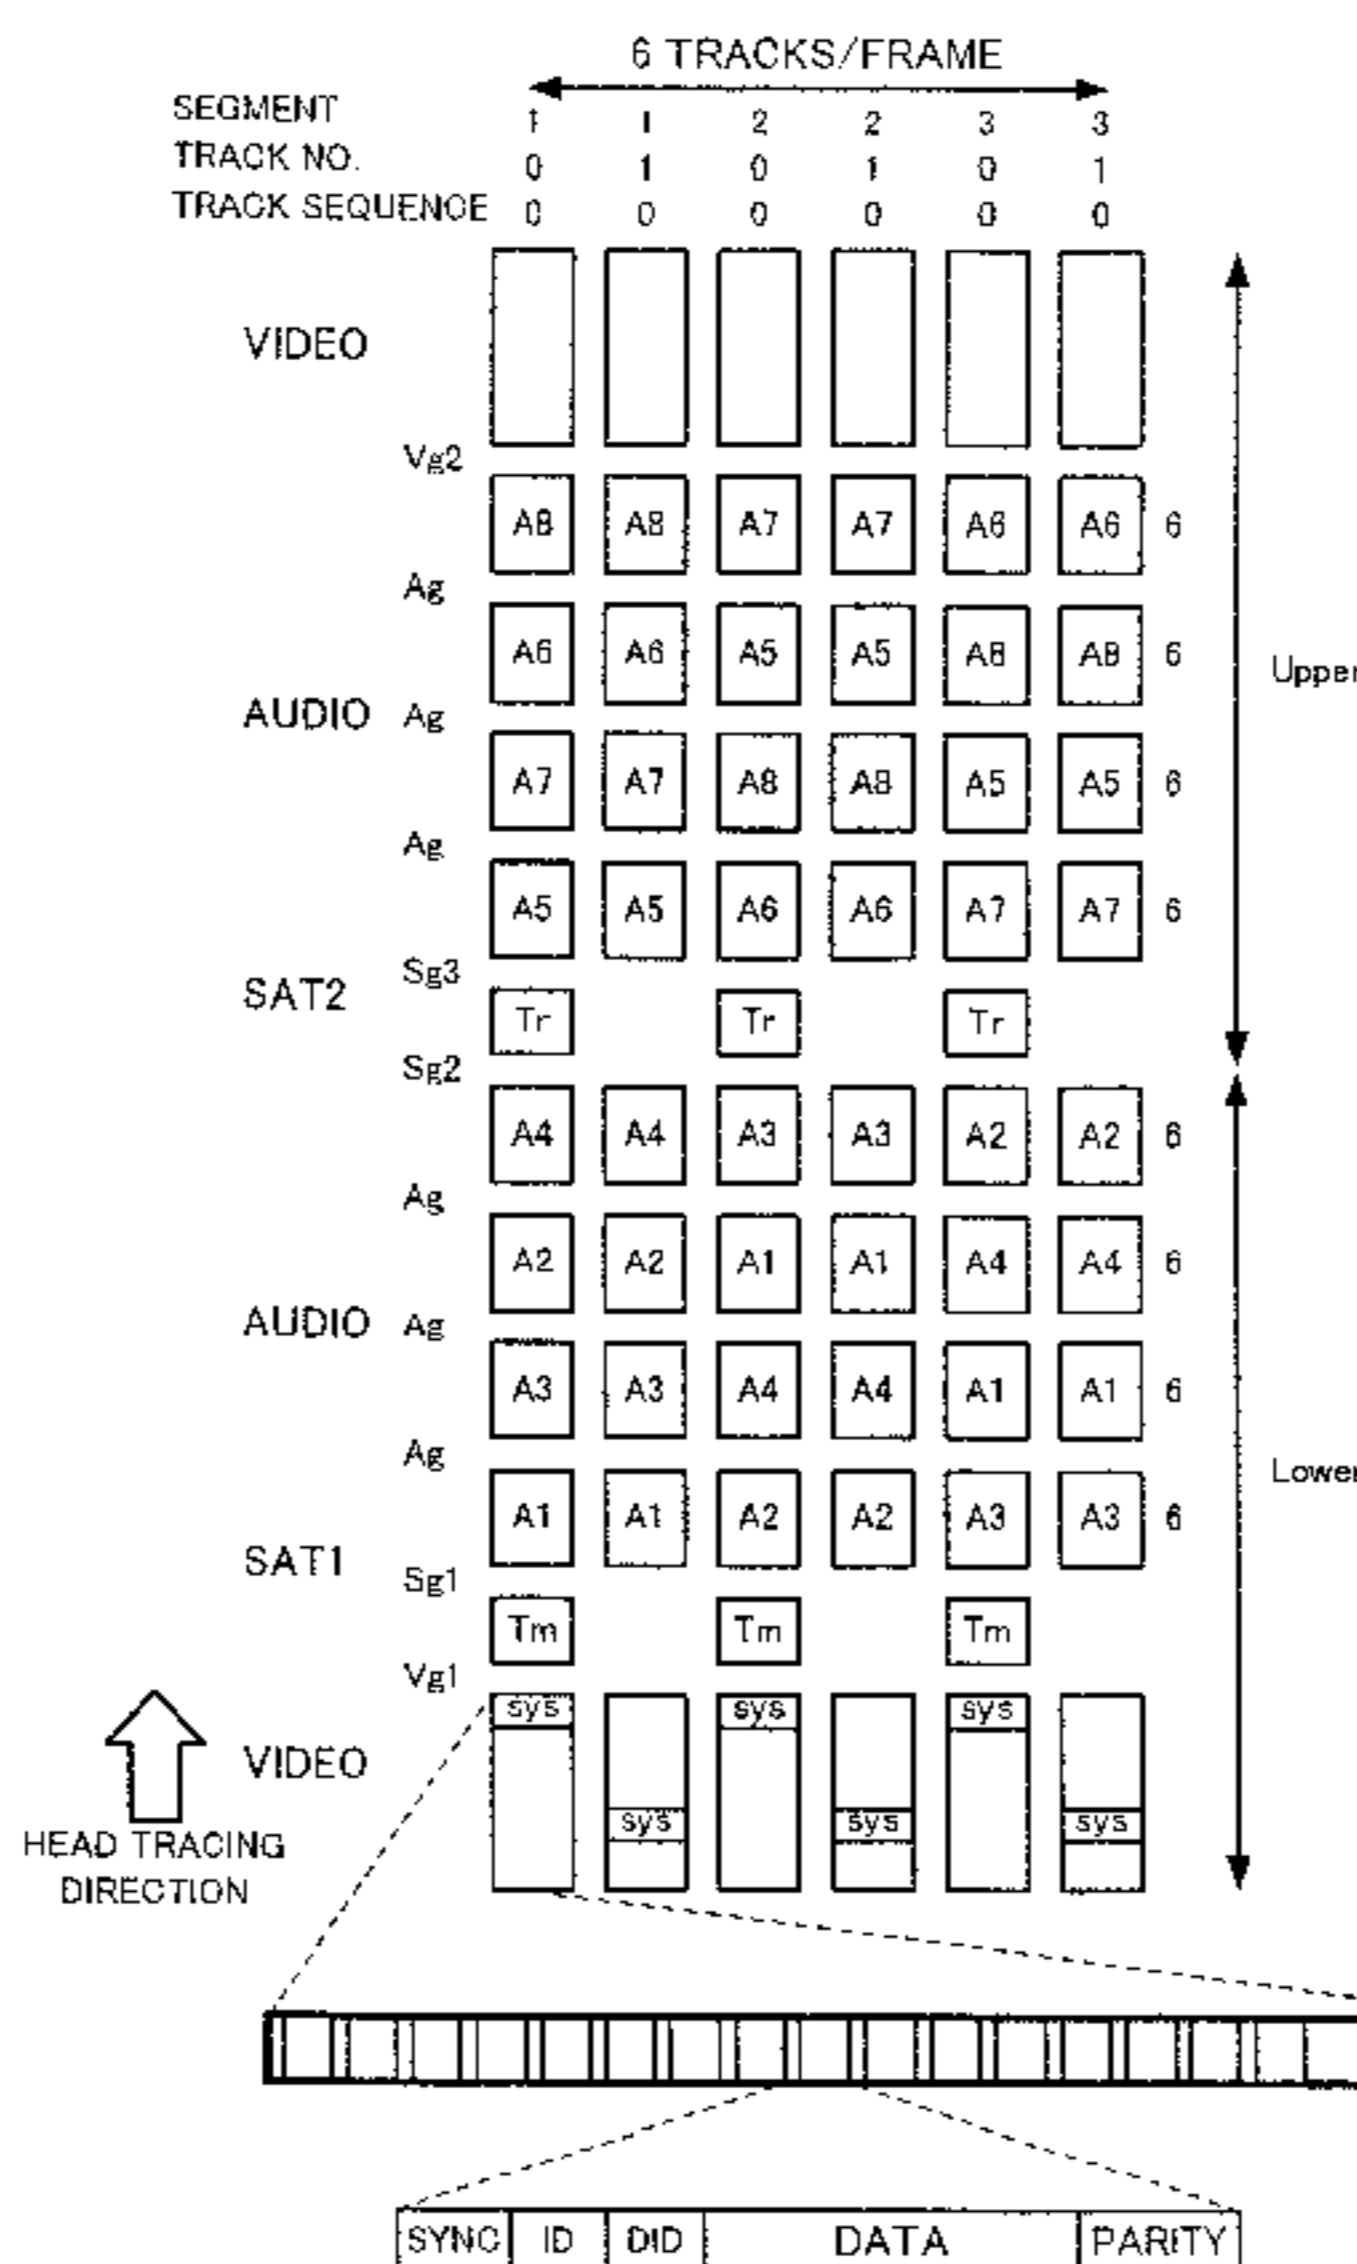 6 TRACKS/FRAME
SEGMENT 1 1 2 2 3 3
TRACK NO. 0 1 0 1 0 1
TRACK SEQUENCE 0 0 0 0 0 0
VIDEO
Vg2
A8 A8 A7 A7 A6 A6 6
Ag
A6 A6 A5 A5 A8 A8 6
Upper
AUDIO Ag
A7 A7 A8 A8 A5 A5 6
Ag
A5 A5 A6 A6 A7 A7 6
Sg3
SAT2
Tr Tr Tr
Sg2
A4 A4 A3 A3 A2 A2 6
Ag
A2 A2 A1 A1 A4 A4 6
AUDIO Ag
A3 A3 A4 A4 A1 A1 6
Ag
Lower
A1 A1 A2 A2 A3 A3 6
SAT1
Sg1
Tm Tm Tm
Vg1
sys sys sys
VIDEO
sys sys sys
HEAD TRACING
DIRECTION
SYNC ID DID DATA PARITY